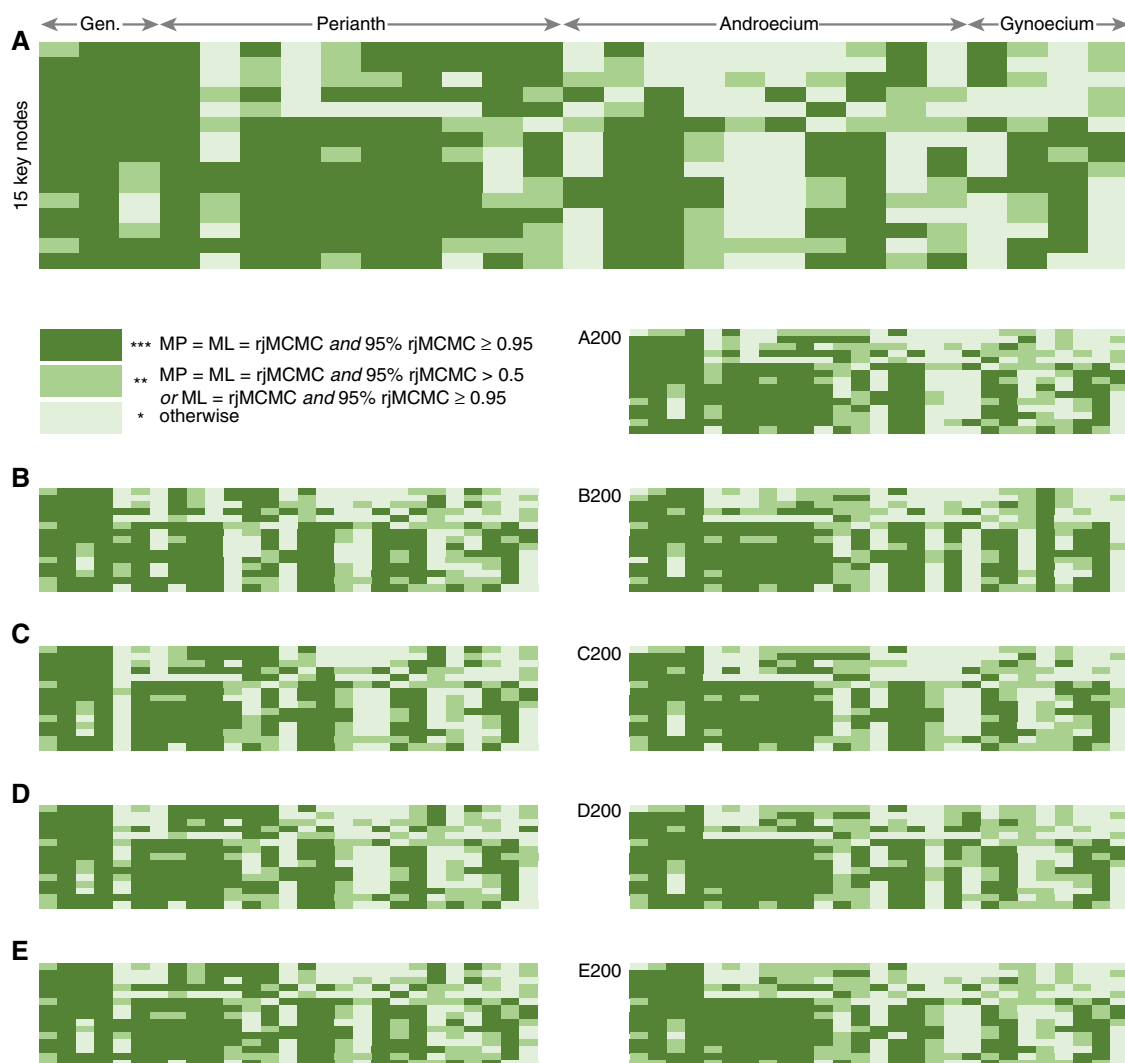 Gen.
Perianth
Androecium
Gynoecium
A
15 key nodes
*** MP = ML = rjMCMC and 95% rjMCMC ≥ 0.95
** MP = ML = rjMCMC and 95% rjMCMC > 0.5
or ML = rjMCMC and 95% rjMCMC ≥ 0.95
* otherwise
A200
B
B200
C
C200
D
D200
E
E200